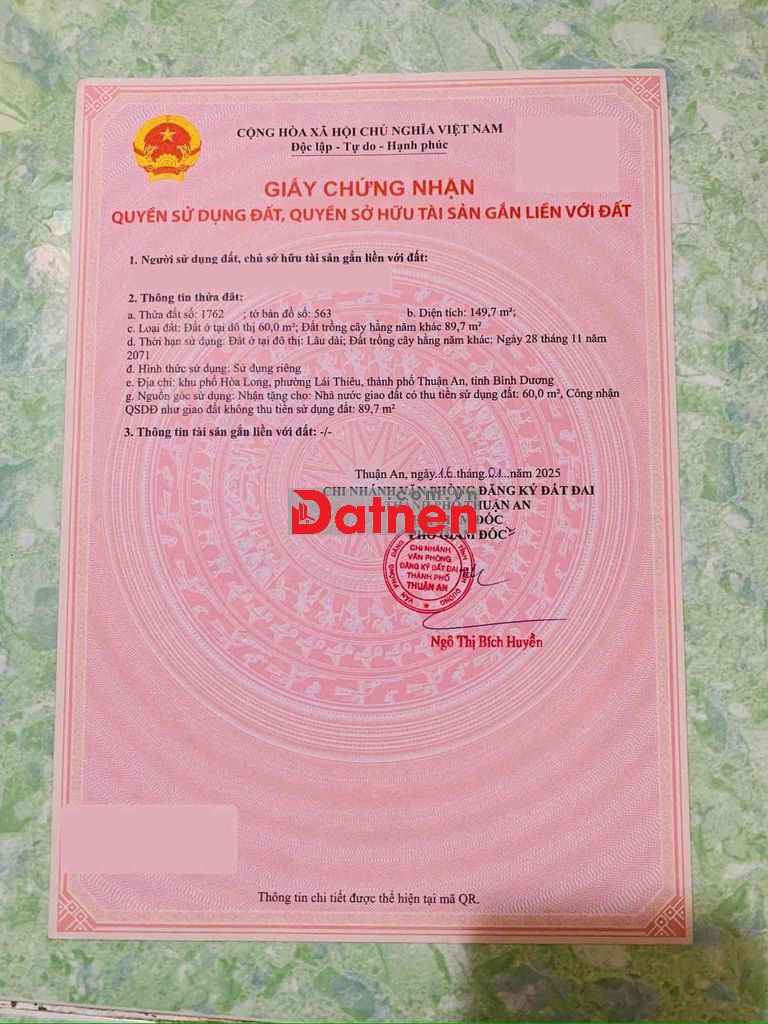 CỘNG HÒA XÃ HỘI CHỦ NGHĨA VIỆT NAM
Độc lập - Tự do - Hạnh phúc
GIẤY CHỨNG NHẬN
QUYỀN SỬ DỤNG ĐẤT, QUYỀN SỞ HỮU TÀI SẢN GẮN LIỀN VỚI ĐẤT
1. Người sử dụng đất, chủ sở hữu tài sản gắn liền với đất:
2. Thông tin thửa đất:
a. Thửa đất số: 1762 ; tờ bản đồ số: 563 b. Diện tích: 149,7 m²;
c. Loại đất: Đất ở tại đô thị 60,0 m²; Đất trồng cây hằng năm khác 89,7 m²
d. Thời hạn sử dụng: Đất ở tại đô thị: Lâu dài; Đất trồng cây hằng năm khác: Ngày 28 tháng 11 năm
2071
đ. Hình thức sử dụng: Sử dụng riêng
e. Địa chỉ: khu phố Hòa Long, phường Lái Thiêu, thành phố Thuận An, tỉnh Bình Dương
g. Nguồn gốc sử dụng: Nhận tặng cho: Nhà nước giao đất có thu tiền sử dụng đất: 60,0 m², Công nhận
QSDĐ như giao đất không thu tiền sử dụng đất: 89,7 m²
3. Thông tin tài sản gắn liền với đất: -/-
Thuận An, ngày 16 tháng 01 năm 2025
CHI NHÁNH VĂN PHÒNG ĐĂNG KÝ ĐẤT ĐAI
THUẬN AN
.com.vn
Datnen
ĐỐC
PHÓ GIÁM ĐỐC
CHI NHÁNH
VĂN PHÒNG
ĐĂNG KÝ ĐẤT ĐAI
THÀNH PHỐ
THUẬN AN
Ngô Thị Bích Huyền
Thông tin chi tiết được thể hiện tại mã QR.